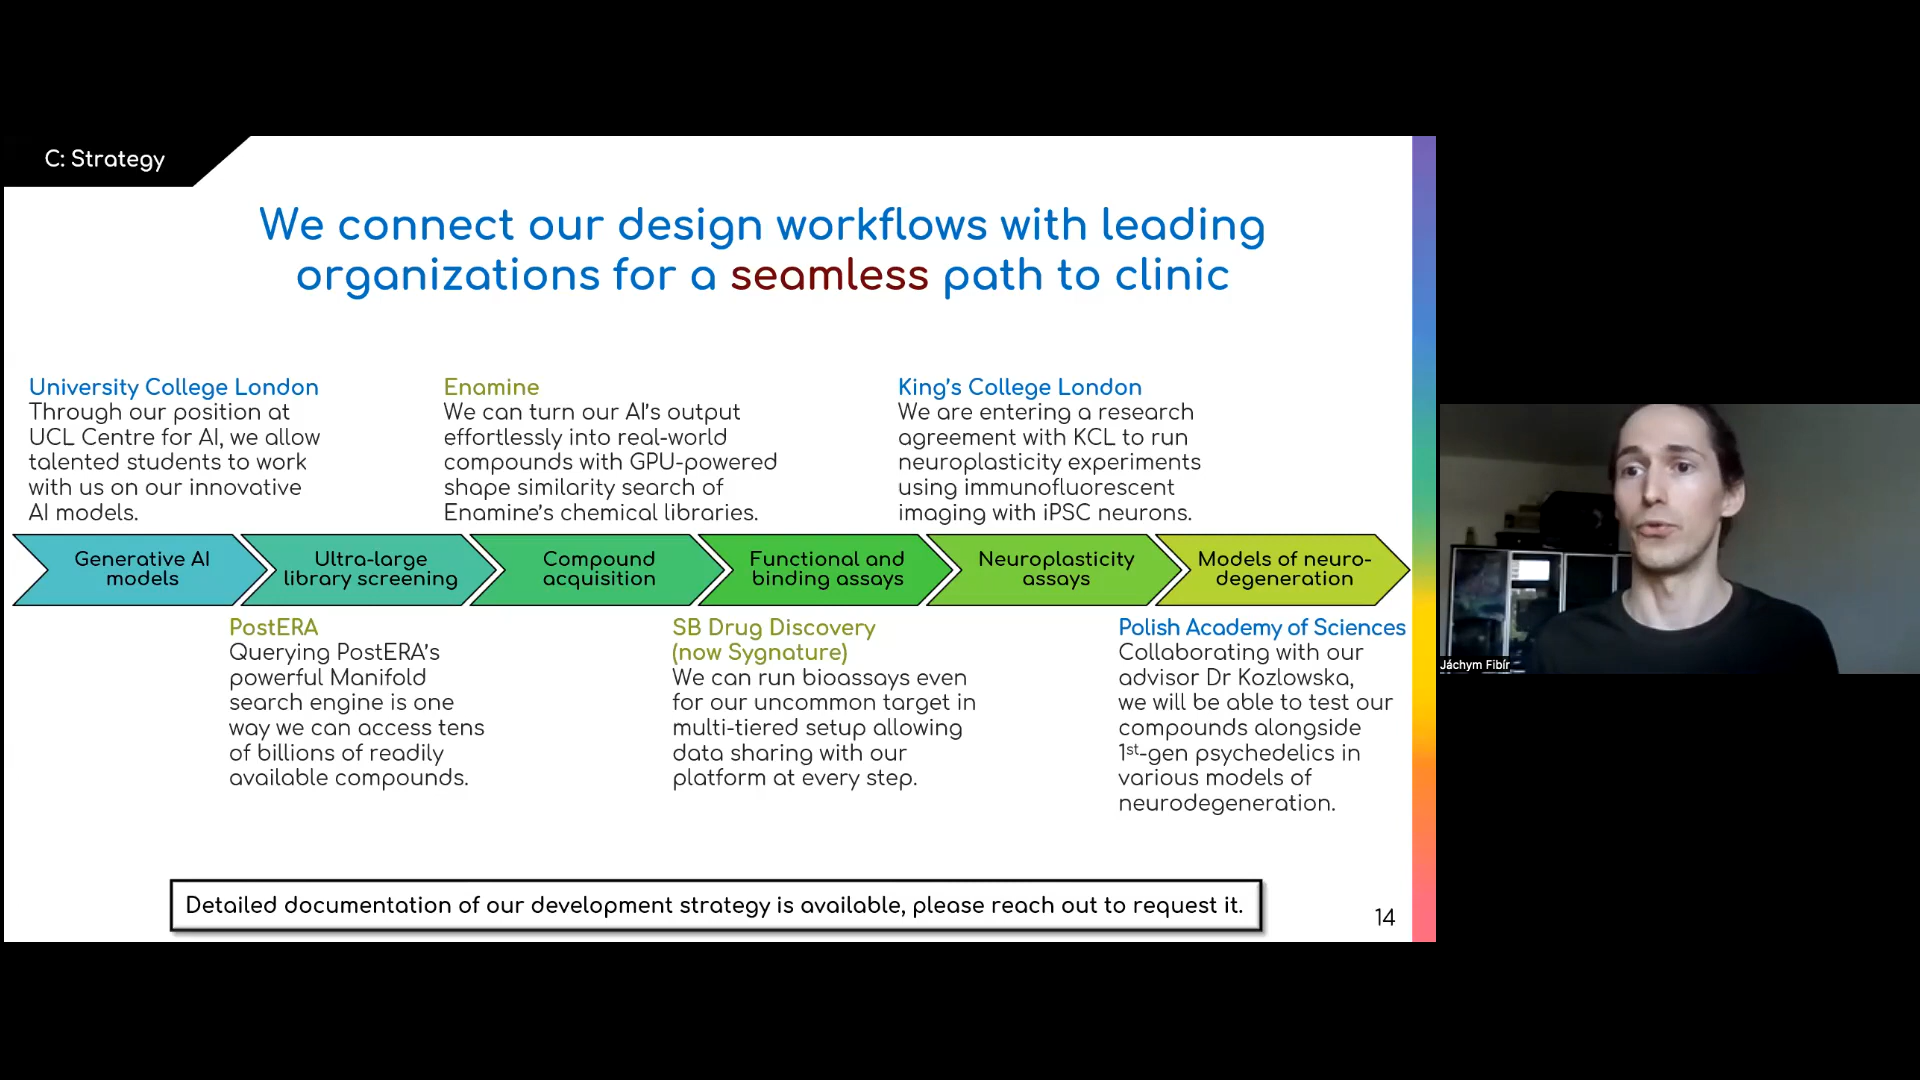 C: Strategy
We connect our design workflows with leading
organizations for a seamless path to clinic
University College London
Through our position at
UCL Centre for AI, we allow
talented students to work
with us on our innovative
AI models.
Enamine
We can turn our AI's output
effortlessly into real-world
compounds with GPU-powered
shape similarity search of
Enamine's chemical libraries.
King's College London
We are entering a research
agreement with KCL to run
neuroplasticity experiments
using immunofluorescent
imaging with iPSC neurons.
Generative AI
models
Ultra-large
library screening
Compound
acquisition
Functional and
binding assays
Neuroplasticity
assays
Models of neuro-
degeneration
PostERA
Querying PostERA's
powerful Manifold
search engine is one
way we can access tens
of billions of readily
available compounds.
SB Drug Discovery
(now Sygnature)
We can run bioassays even
for our uncommon target in
multi-tiered setup allowing
data sharing with our
platform at every step.
Polish Academy of Sciences
Collaborating with our
advisor Dr Kozlowska,
we will be able to test our
compounds alongside
1st-gen psychedelics in
various models of
neurodegeneration.
Detailed documentation of our development strategy is available, please reach out to request it.
14
Jáchym Fibír